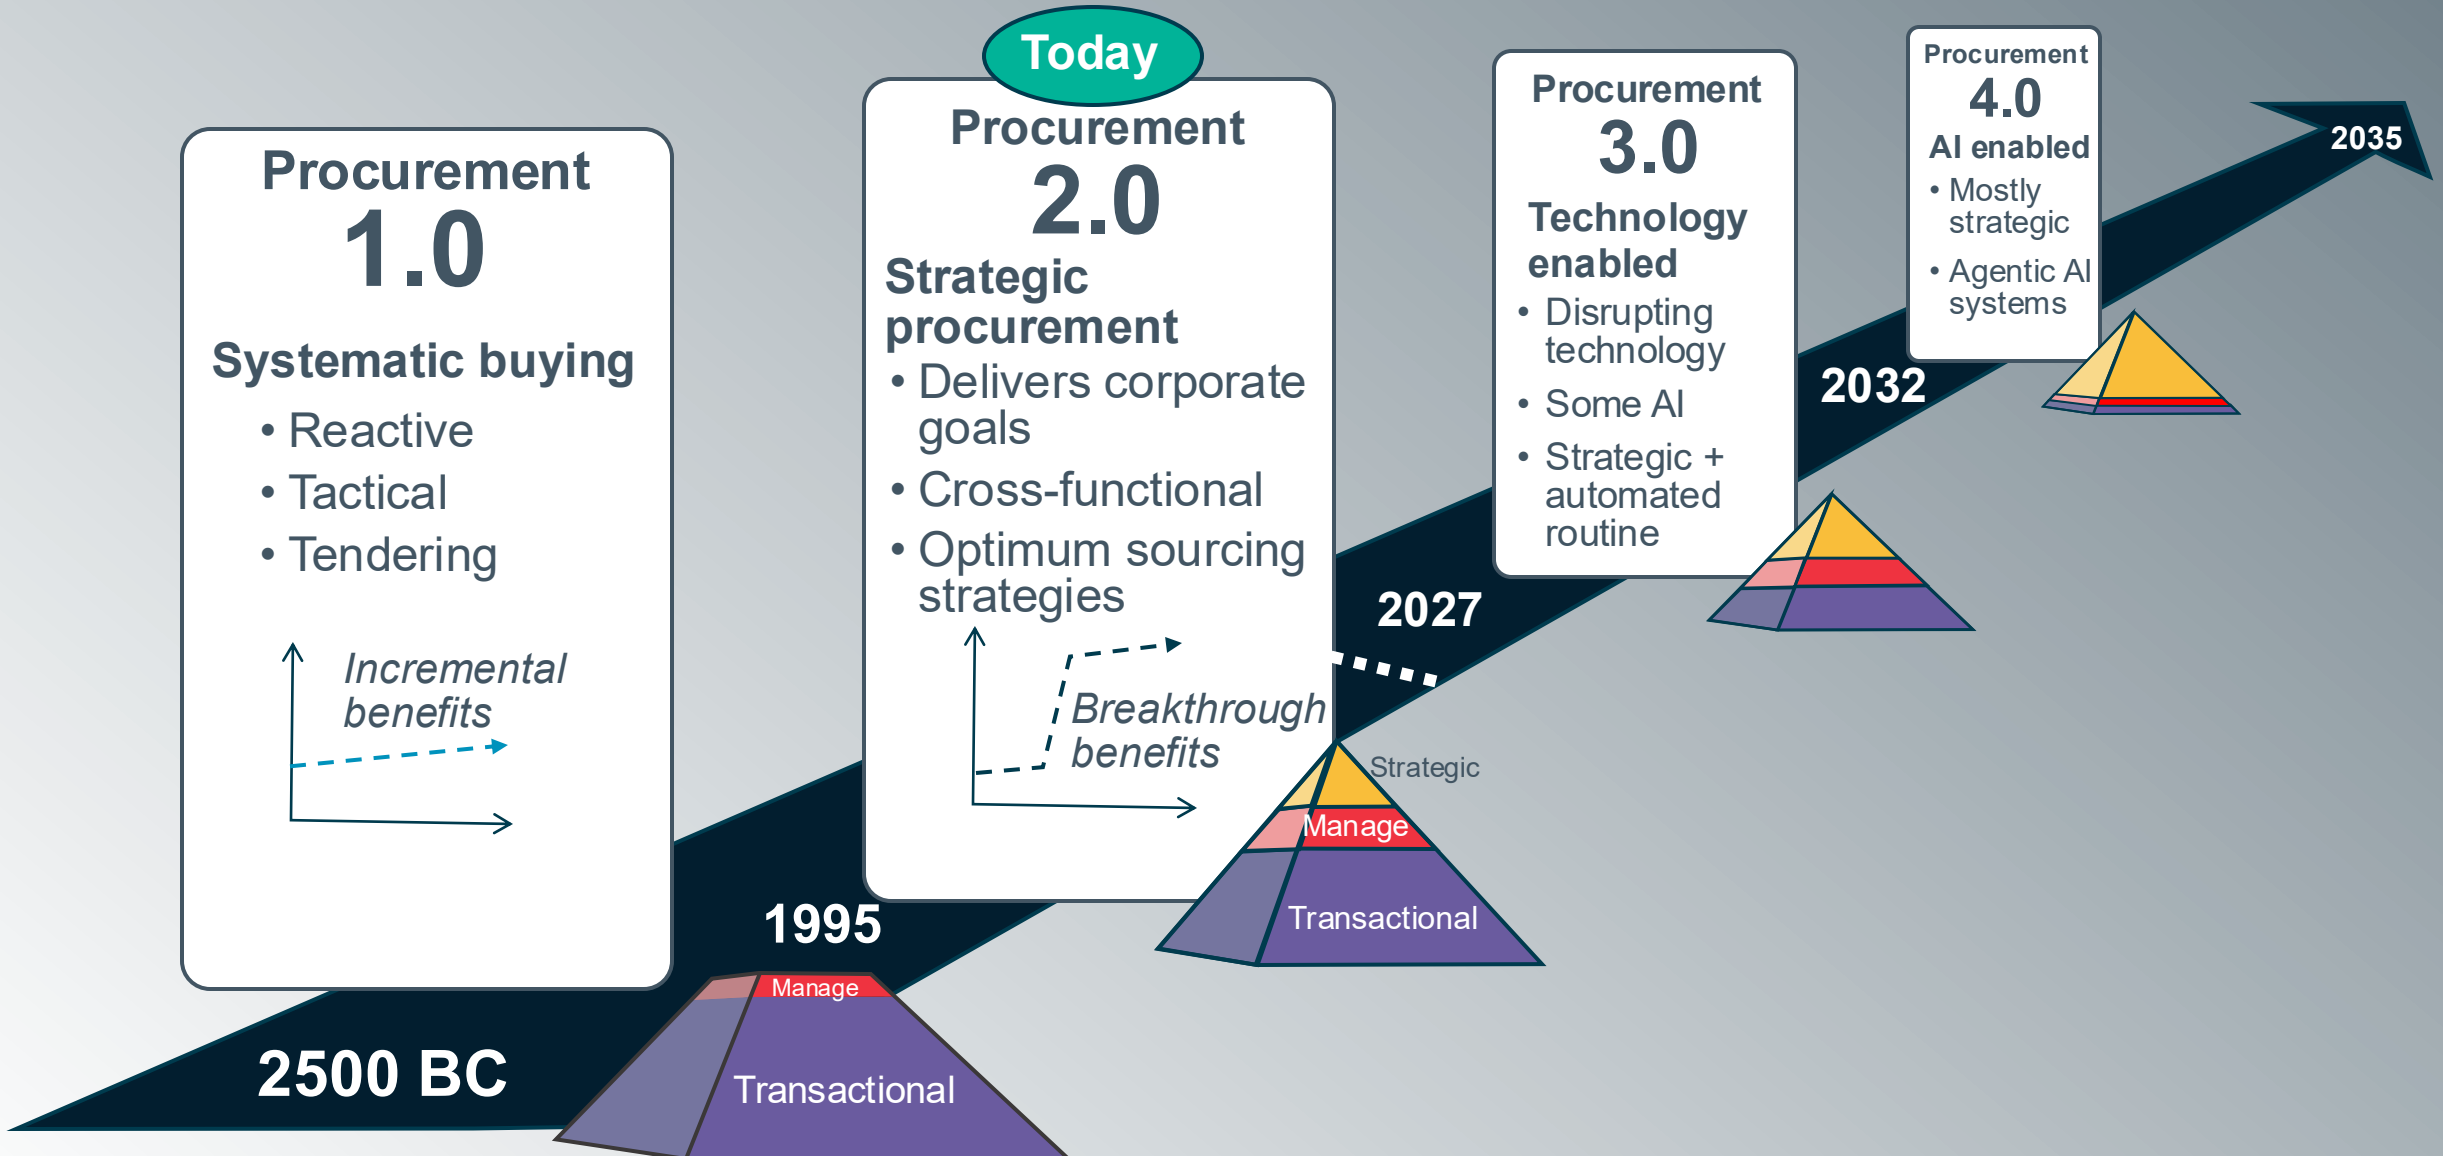 Procurement
1.0
Systematic buying
• Reactive
• Tactical
• Tendering
Incremental
benefits
2500 BC
Manage
Transactional
1995
Today
Procurement
2.0
Strategic
procurement
• Delivers corporate
goals
• Cross-functional
• Optimum sourcing
strategies
Breakthrough
benefits
Strategic
Manage
Transactional
2027
Procurement
3.0
Technology
enabled
• Disrupting
technology
• Some AI
• Strategic +
automated
routine
2032
Procurement
4.0
AI enabled
• Mostly
strategic
• Agentic AI
systems
2035